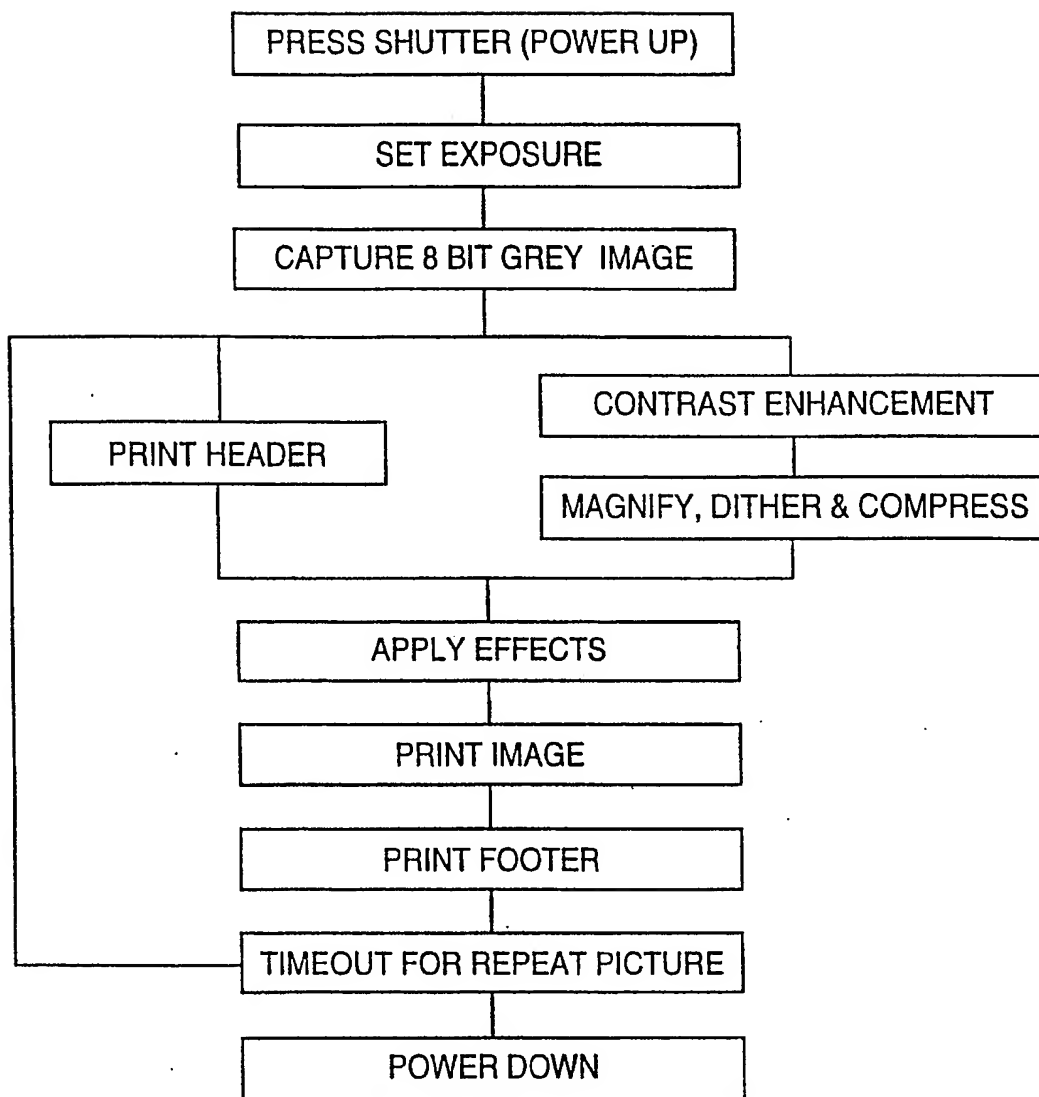 PRESS SHUTTER (POWER UP)
SET EXPOSURE
CAPTURE 8 BIT GREY IMAGE
CONTRAST ENHANCEMENT
PRINT HEADER
MAGNIFY, DITHER & COMPRESS
APPLY EFFECTS
PRINT IMAGE
PRINT FOOTER
TIMEOUT FOR REPEAT PICTURE
POWER DOWN